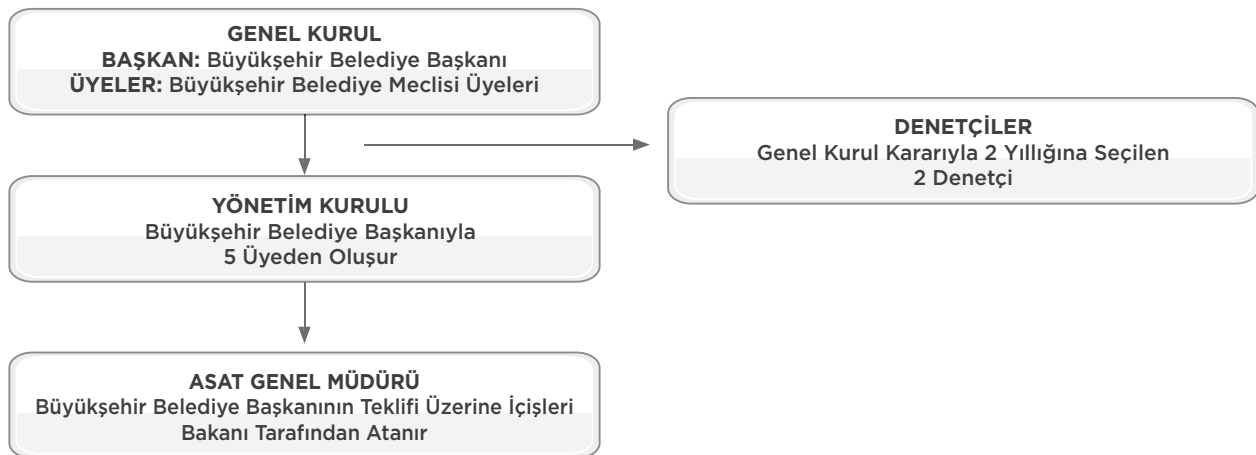 GENEL KURUL
BAŞKAN: Büyükşehir Belediye Başkanı
ÜYELER: Büyükşehir Belediye Meclisi Üyeleri
DENETÇİLER
Genel Kurul Kararıyla 2 Yıllığına Seçilen
2 Denetçi
YÖNETİM KURULU
Büyükşehir Belediye Başkanıyla
5 Üyeden Oluşur
ASAT GENEL MÜDÜRÜ
Büyükşehir Belediye Başkanının Teklifi Üzerine İçişleri
Bakanı Tarafından Atanır